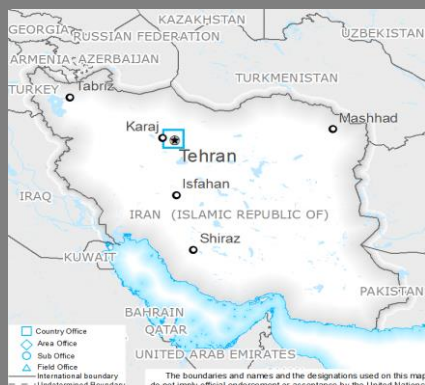 KAZAKHSTAN
GEORGIA
RUSSIAN FEDERATION
UZBEKISTAN
ARMENIA
AZERBAIJAN
TURKMENISTAN
TURKEY
Tabriz
Karaj
Mashhad
Tehran
Isfahan
IRAQ
IRAN (ISLAMIC REPUBLIC OF)
Shiraz
KUWAIT
PAKISTAN
BAHRAIN
QATAR
UNITED ARAB EMIRATES
Country Office
Area Office
Sub Office
Field Office
International boundary
Undetermined Boundary
The boundaries and names and the designations used on this map
do not imply official endorsement or acceptance by the United Nations